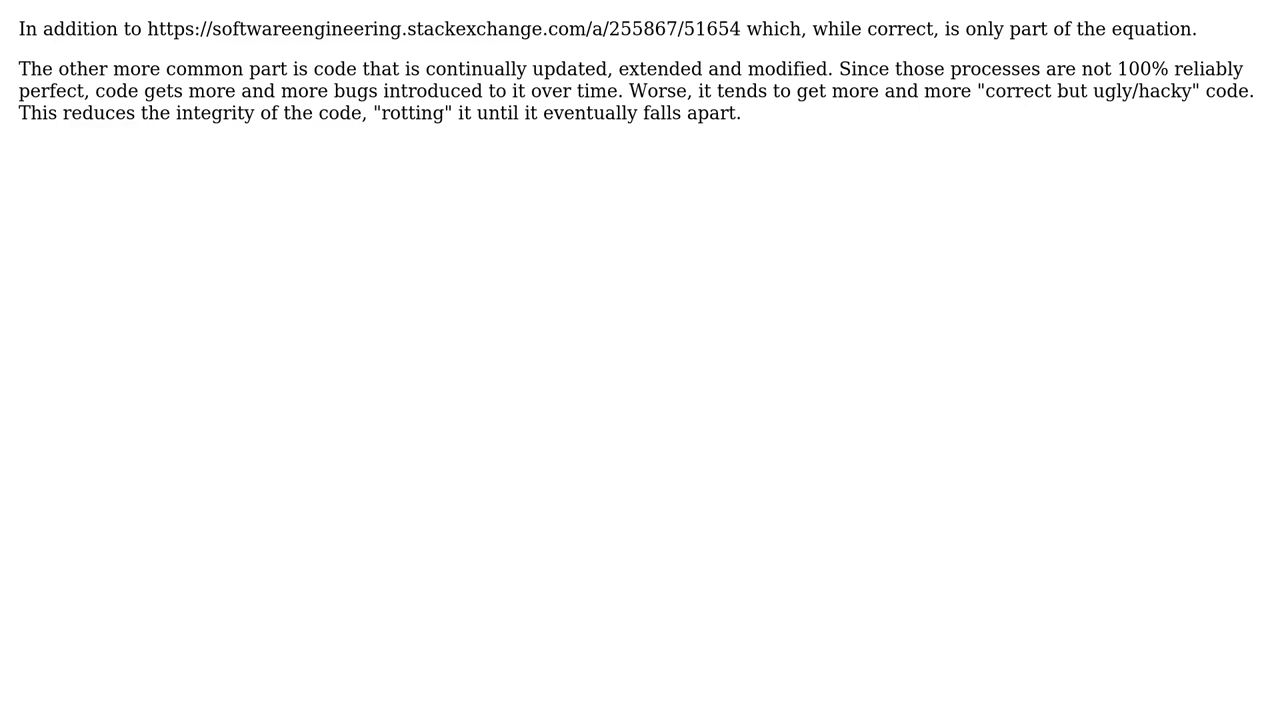 In addition to https://softwareengineering.stackexchange.com/a/255867/51654 which, while correct, is only part of the equation.
The other more common part is code that is continually updated, extended and modified. Since those processes are not 100% reliably
perfect, code gets more and more bugs introduced to it over time. Worse, it tends to get more and more "correct but ugly/hacky" code.
This reduces the integrity of the code, "rotting" it until it eventually falls apart.